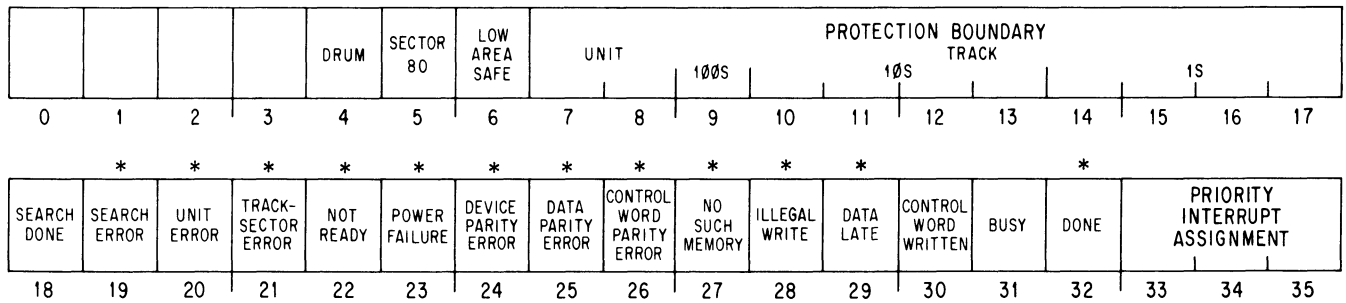 DRUM
SECTOR
80
LOW
AREA
SAFE
PROTECTION BOUNDARY
UNIT
TRACK
1ØØS
1ØS
1S
0 1 2 3 4 5 6 7 8 9 10 11 12 13 14 15 16 17
* * * * * * * * * * * *
SEARCH
DONE
SEARCH
ERROR
UNIT
ERROR
TRACK-
SECTOR
ERROR
NOT
READY
POWER
FAILURE
DEVICE
PARITY
ERROR
DATA
PARITY
ERROR
CONTROL
WORD
PARITY
ERROR
NO
SUCH
MEMORY
ILLEGAL
WRITE
DATA
LATE
CONTROL
WORD
WRITTEN
BUSY
DONE
PRIORITY
INTERRUPT
ASSIGNMENT
18 19 20 21 22 23 24 25 26 27 28 29 30 31 32 33 34 35